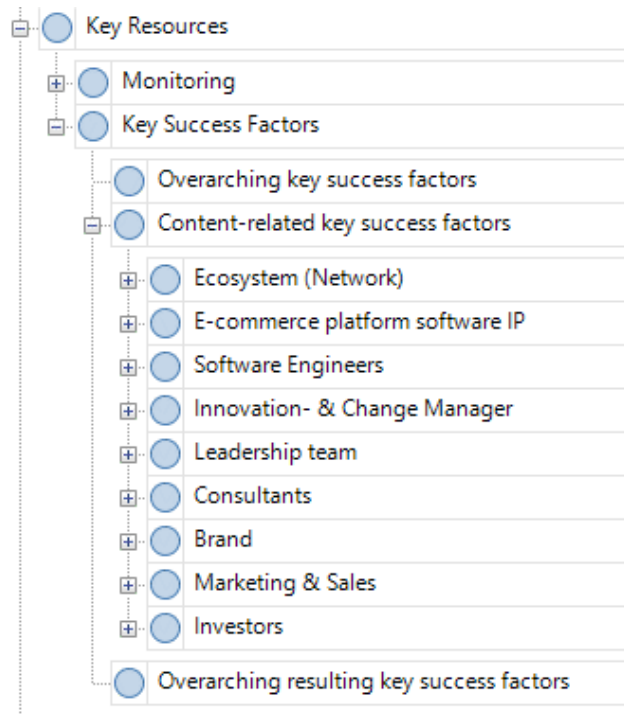 Key Resources
Monitoring
Key Success Factors
Overarching key success factors
Content-related key success factors
Ecosystem (Network)
E-commerce platform software IP
Software Engineers
Innovation- & Change Manager
Leadership team
Consultants
Brand
Marketing & Sales
Investors
Overarching resulting key success factors